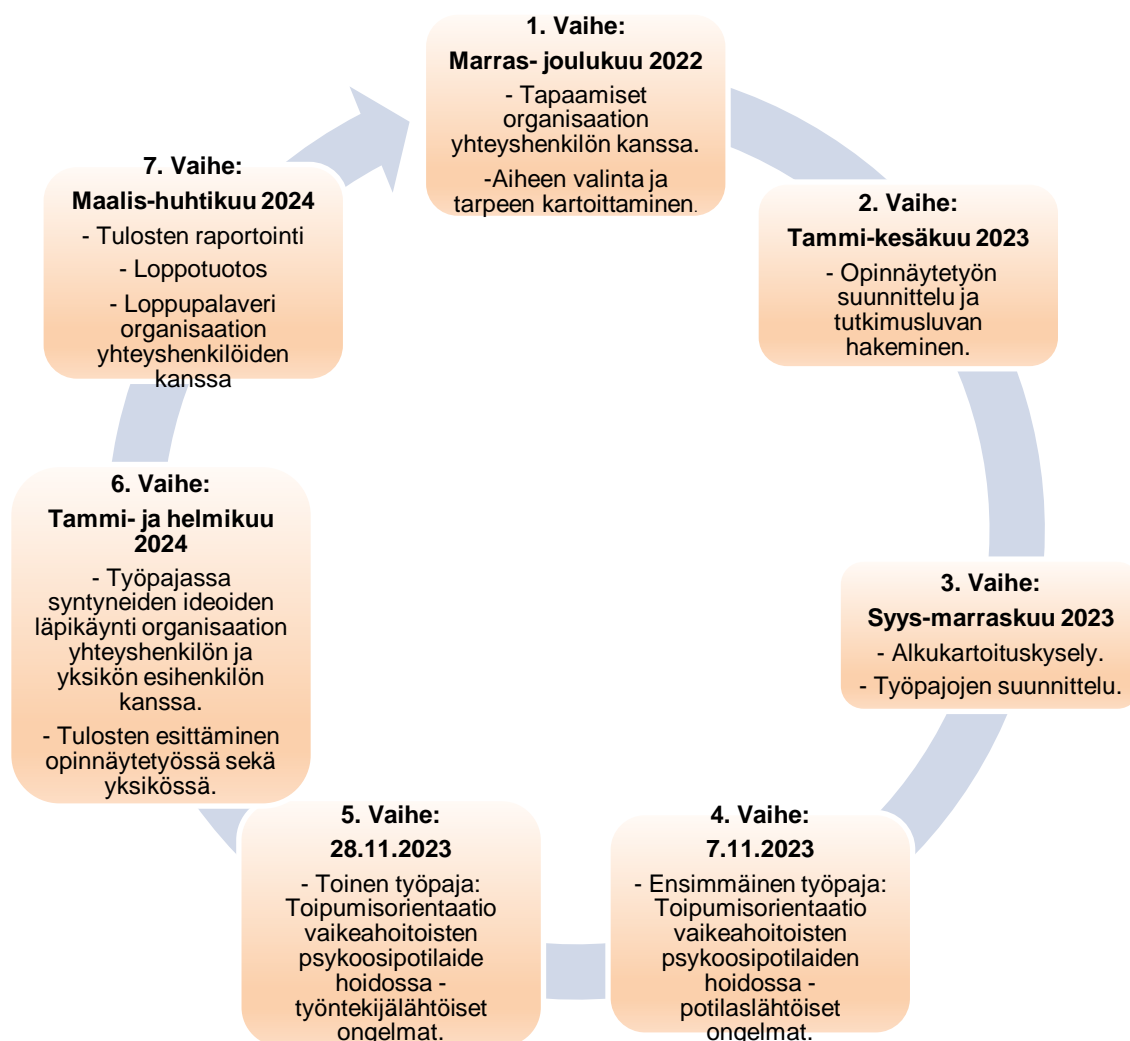 1. Vaihe:
Marras- joulukuu 2022
- Tapaamiset
organisaation
yhteyshenkilön kanssa.
-Aiheen valinta ja
tarpeen kartoittaminen.
2. Vaihe:
Tammi-kesäkuu 2023
- Opinnäytetyön
suunnittelu ja
tutkimusluvan
hakeminen.
3. Vaihe:
Syys-marraskuu 2023
- Alkukartoituskysely.
- Työpajojen suunnittelu.
4. Vaihe:
7.11.2023
- Ensimmäinen työpaja:
Toipumisorientaatio
vaikeahoitoisten
psykoosipotilaiden
hoidossa -
potilaslähtöiset
ongelmat.
5. Vaihe:
28.11.2023
- Toinen työpaja:
Toipumisorientaatio
vaikeahoitoisten
psykoosipotilaide
hoidossa -
työntekijälähtöiset
ongelmat.
6. Vaihe:
Tammi- ja helmikuu
2024
- Työpajassa
syntyneiden ideoiden
läpikäynti organisaation
yhteyshenkilön ja
yksikön esihenkilön
kanssa.
- Tulosten esittäminen
opinnäytetyössä sekä
yksikössä.
7. Vaihe:
Maalis-huhtikuu 2024
- Tulosten raportointi
- Loppotuotos
- Loppupalaveri
organisaation
yhteyshenkilöiden
kanssa